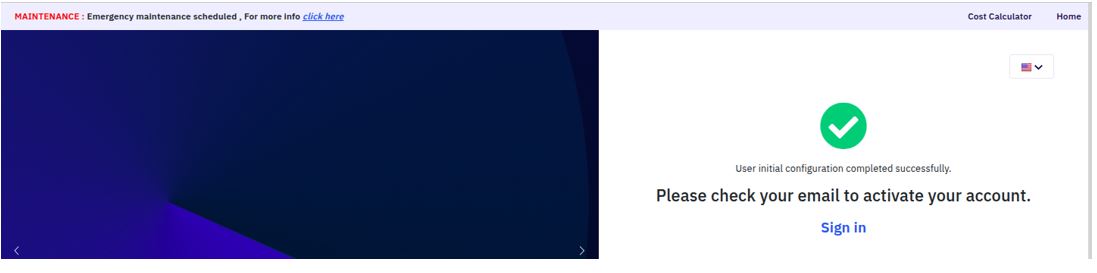 MAINTENANCE : Emergency maintenance scheduled , For more info click here
Cost Calculator
Home
User initial configuration completed successfully.
Please check your email to activate your account.
Sign in